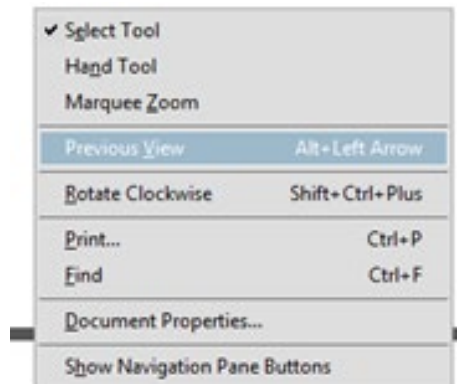 ✔ Select Tool
Hand Tool
Marquee Zoom
Previous View Alt+Left Arrow
Rotate Clockwise Shift+Ctrl+Plus
Print... Ctrl+P
Find Ctrl+F
Document Properties...
Show Navigation Pane Buttons